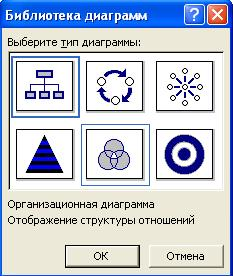 Библиотека диаграмм
Выберите тип диаграммы:
Организационная диаграмма
Отображение структуры отношений
ОК
Отмена